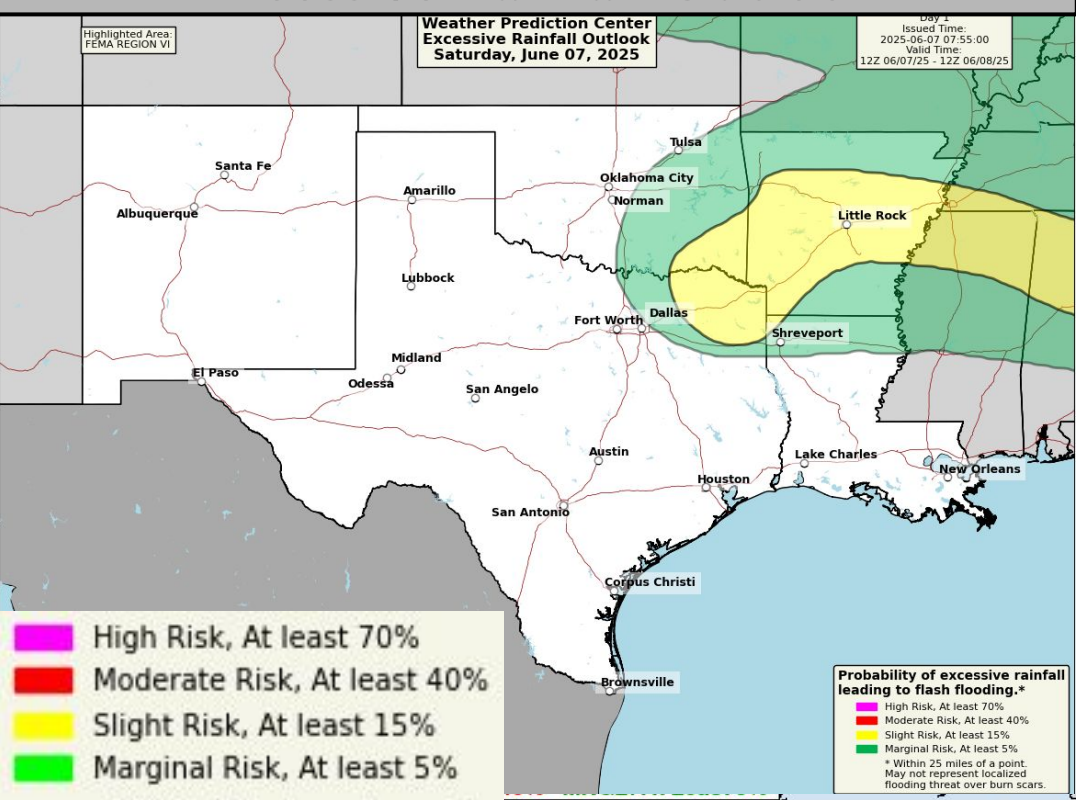 Weather Prediction Center
Excessive Rainfall Outlook
Saturday, June 07, 2025
Highlighted Area:
FEMA REGION VI
Day 1
Issued Time:
2025-06-07 07:55:00
Valid Time:
12Z 06/07/25 - 12Z 06/08/25
Tulsa
Santa Fe
Oklahoma City
Amarillo
Norman
Albuquerque
Little Rock
Lubbock
Dallas
Fort Worth
Shreveport
Midland
El Paso
Odessa
San Angelo
Austin
Lake Charles
New Orleans
Houston
San Antonio
Corpus Christi
Brownsville
High Risk, At least 70%
Moderate Risk, At least 40%
Slight Risk, At least 15%
Marginal Risk, At least 5%
Probability of excessive rainfall
leading to flash flooding.*
High Risk, At least 70%
Moderate Risk, At least 40%
Slight Risk, At least 15%
Marginal Risk, At least 5%
* Within 25 miles of a point.
May not represent localized
flooding threat over burn scars.